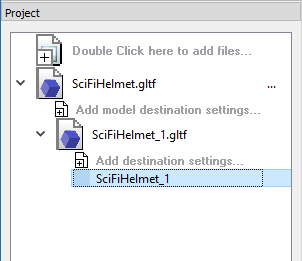 Project
Double Click here to add files...
SciFiHelmet.gltf ...
Add model destination settings...
SciFiHelmet_1.gltf
Add destination settings...
SciFiHelmet_1